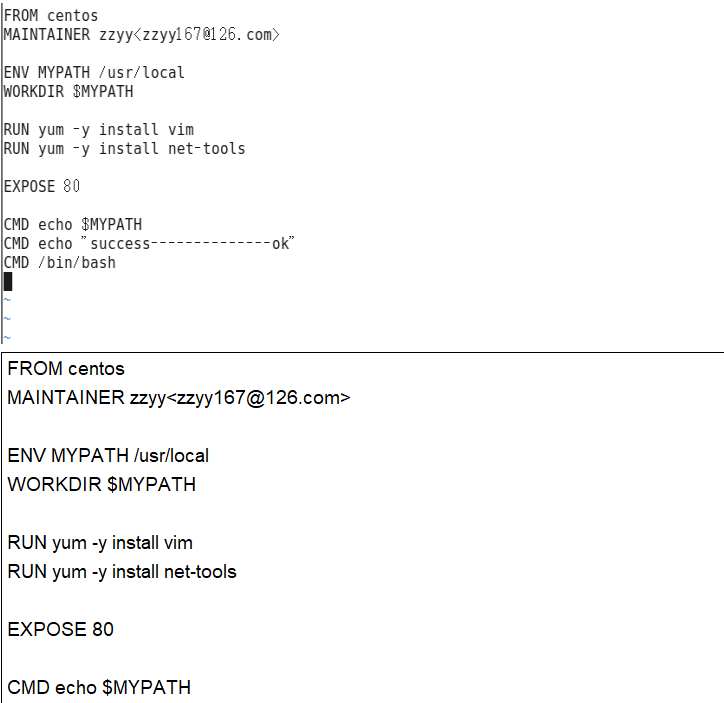 FROM centos
MAINTAINER zzyy<zzyy167@126.com>
ENV MYPATH /usr/local
WORKDIR $MYPATH
RUN yum -y install vim
RUN yum -y install net-tools
EXPOSE 80
CMD echo $MYPATH
CMD echo "success--------------ok"
CMD /bin/bash
~
~
~
FROM centos
MAINTAINER zzyy<zzyy167@126.com>
ENV MYPATH /usr/local
WORKDIR $MYPATH
RUN yum -y install vim
RUN yum -y install net-tools
EXPOSE 80
CMD echo $MYPATH